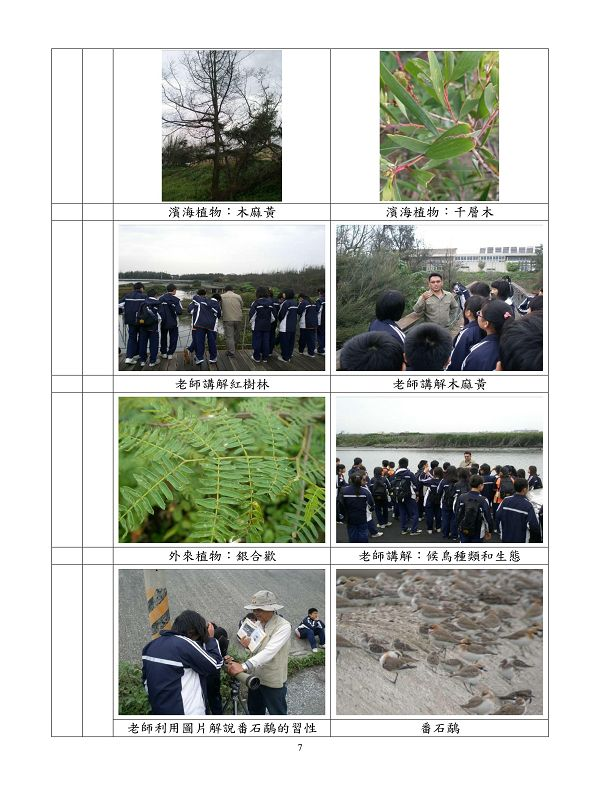 濱海植物：木麻黃
濱海植物：千層木
老師講解紅樹林
老師講解木麻黃
外來植物：銀合歡
老師講解：候鳥種類和生態
老師利用圖片解說番石鷸的習性
番石鷸
7